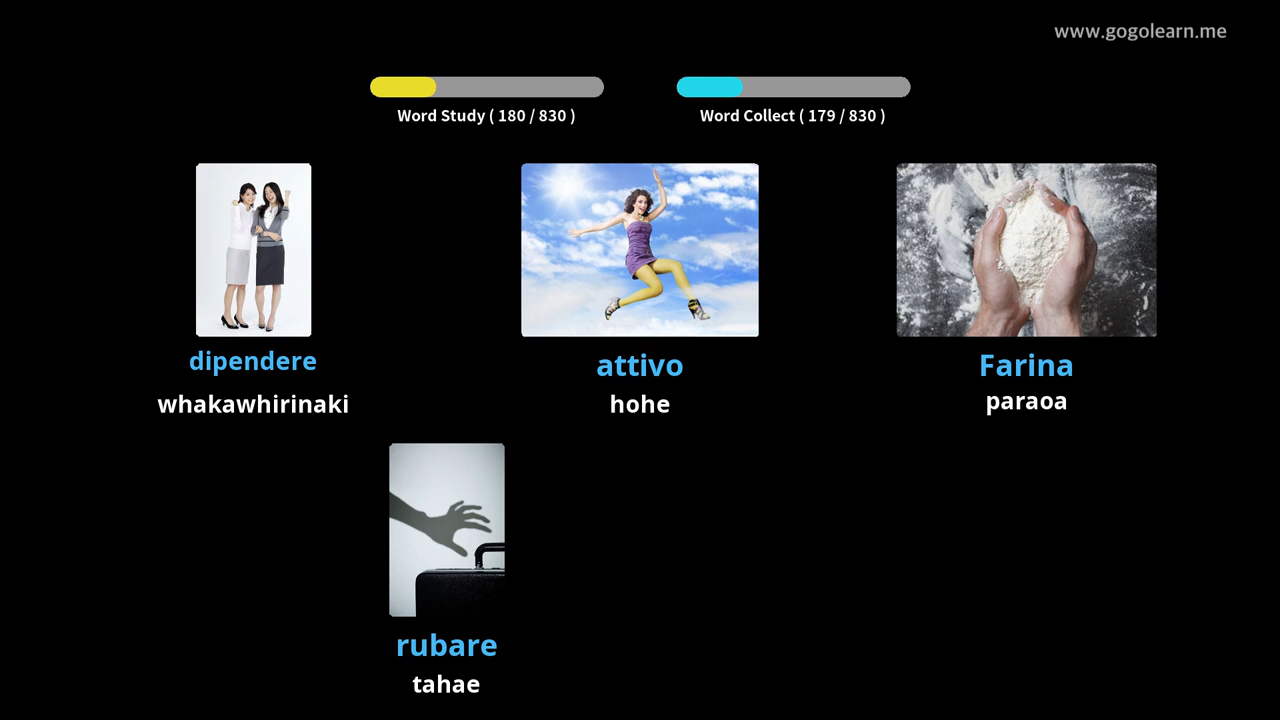 www.gogolearn.me
Word Study ( 180 / 830 )
Word Collect ( 179 / 830 )
dipendere
whakawhirinaki
attivo
hohe
Farina
paraoa
rubare
tahae